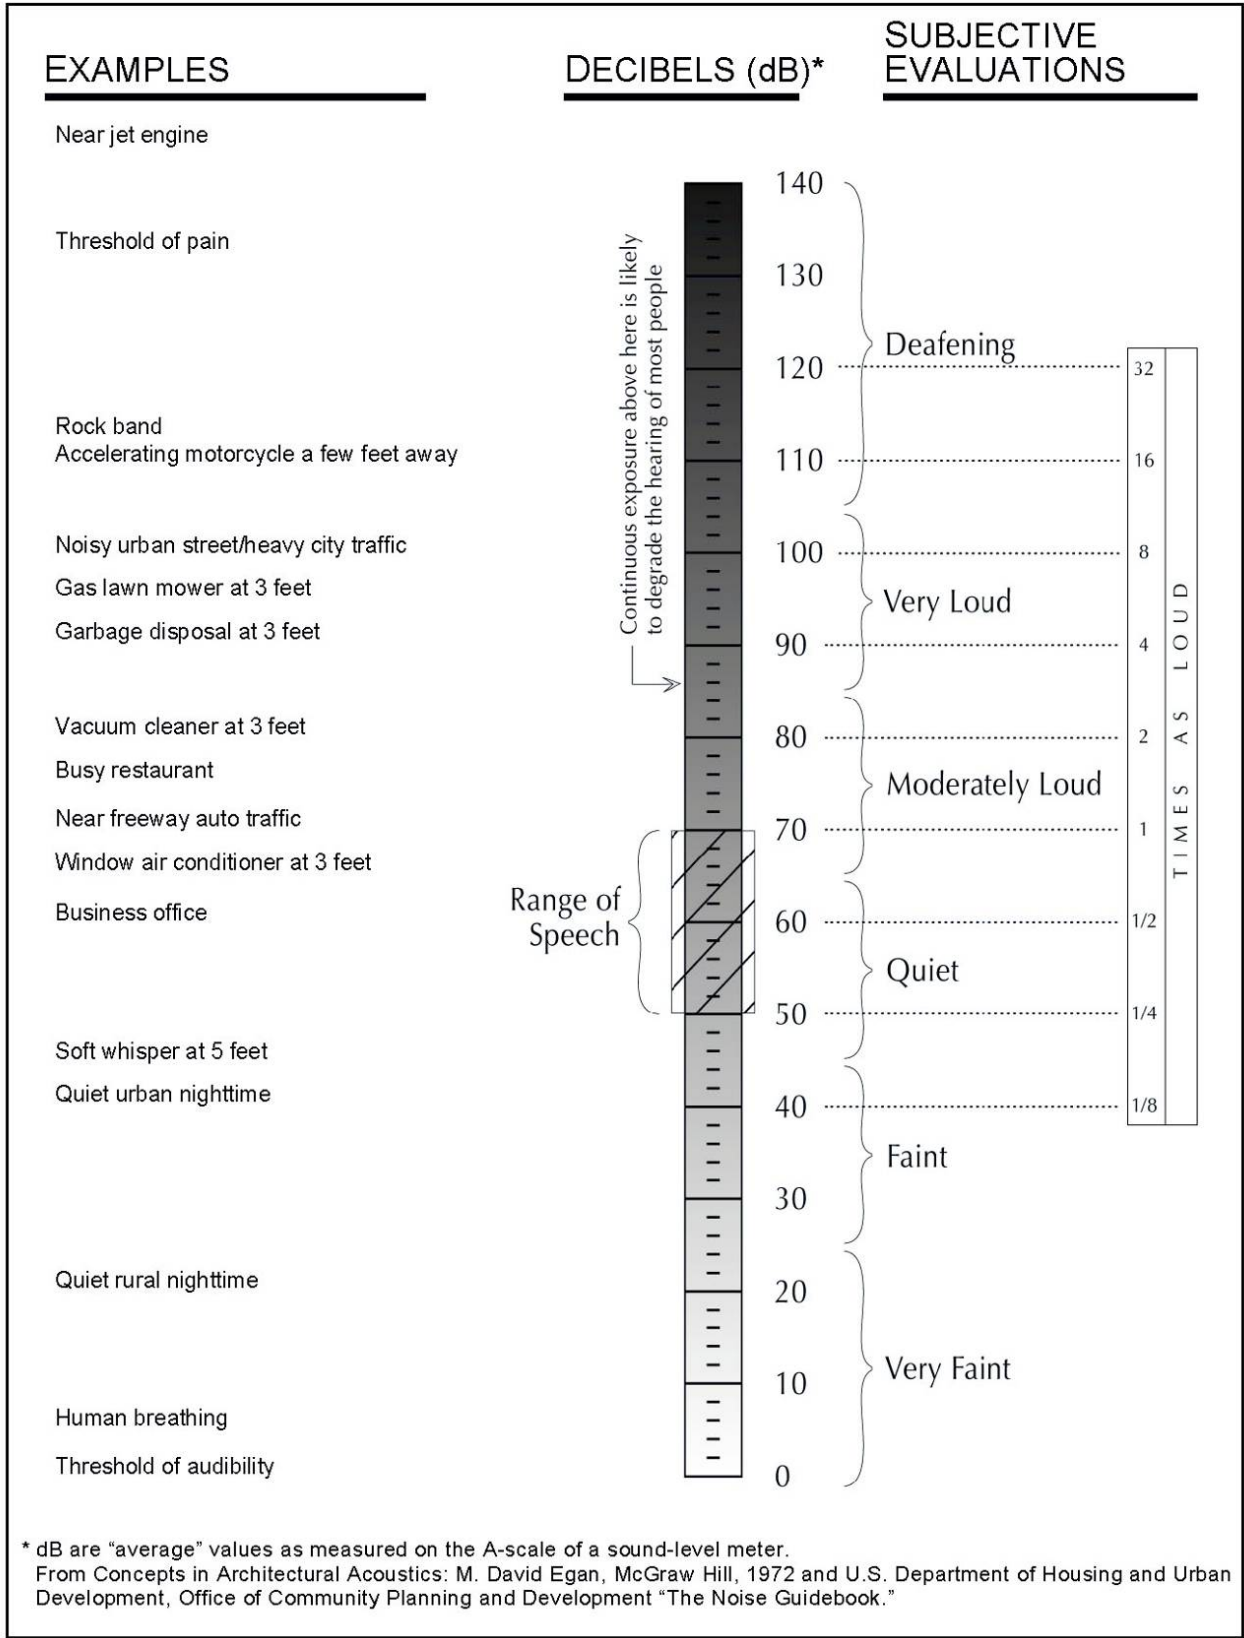 EXAMPLES
DECIBELS (dB)*
SUBJECTIVE
EVALUATIONS
Near jet engine
Threshold of pain
Rock band
Accelerating motorcycle a few feet away
Noisy urban street/heavy city traffic
Gas lawn mower at 3 feet
Garbage disposal at 3 feet
Vacuum cleaner at 3 feet
Busy restaurant
Near freeway auto traffic
Window air conditioner at 3 feet
Business office
Soft whisper at 5 feet
Quiet urban nighttime
Quiet rural nighttime
Human breathing
Threshold of audibility
Continuous exposure above here is likely
to degrade the hearing of most people
Range of
Speech
140
130
120
110
100
90
80
70
60
50
40
30
20
10
0
Deafening
Very Loud
Moderately Loud
Quiet
Faint
Very Faint
32
16
8
4
2
1
1/2
1/4
1/8
TIMES AS LOUD
* dB are “average” values as measured on the A-scale of a sound-level meter.
From Concepts in Architectural Acoustics: M. David Egan, McGraw Hill, 1972 and U.S. Department of Housing and Urban
Development, Office of Community Planning and Development “The Noise Guidebook.”